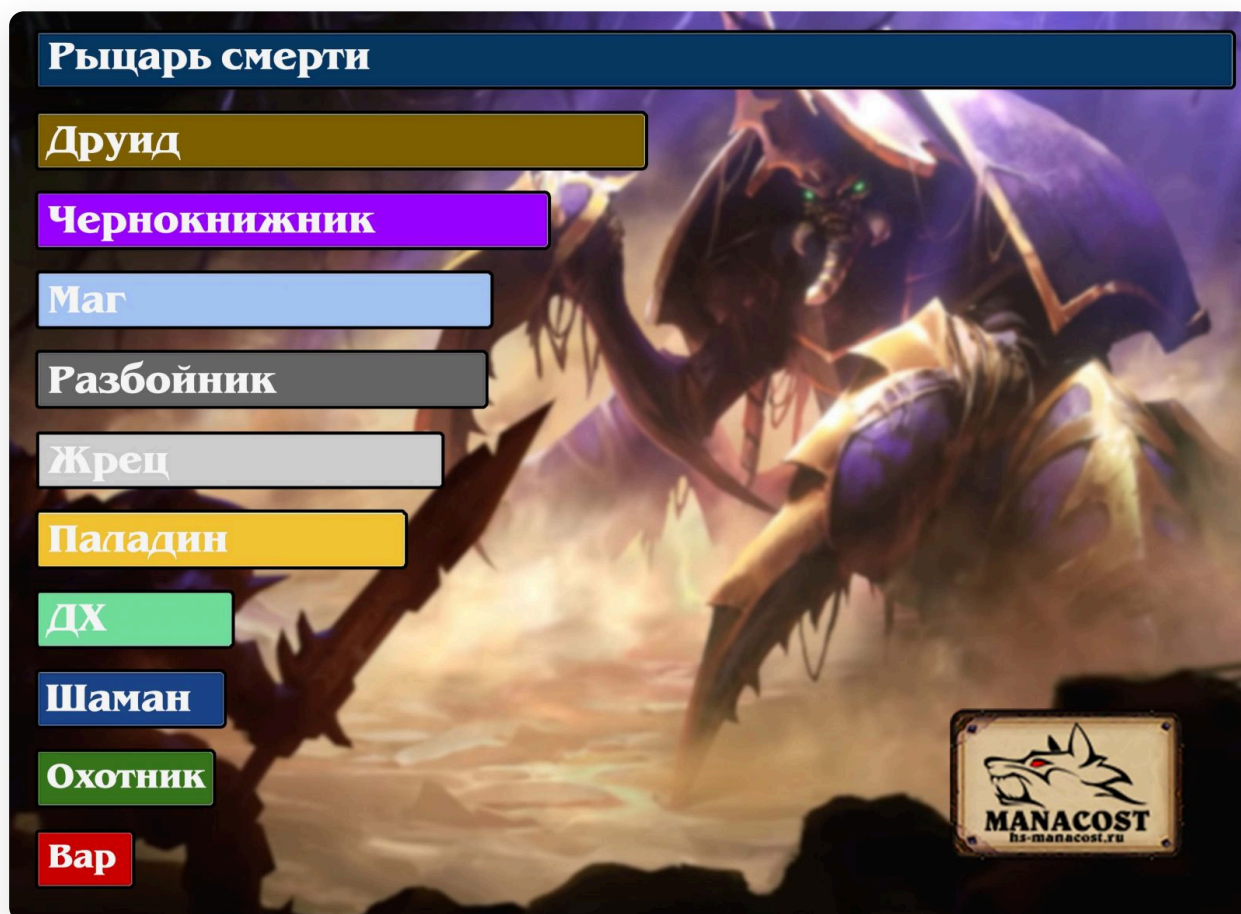 Рыцарь смерти
Друид
Чернокнижник
Маг
Разбойник
Жрец
Паладин
ДХ
Шаман
Охотник
Вар
MANACOST
hs-manacost.ru